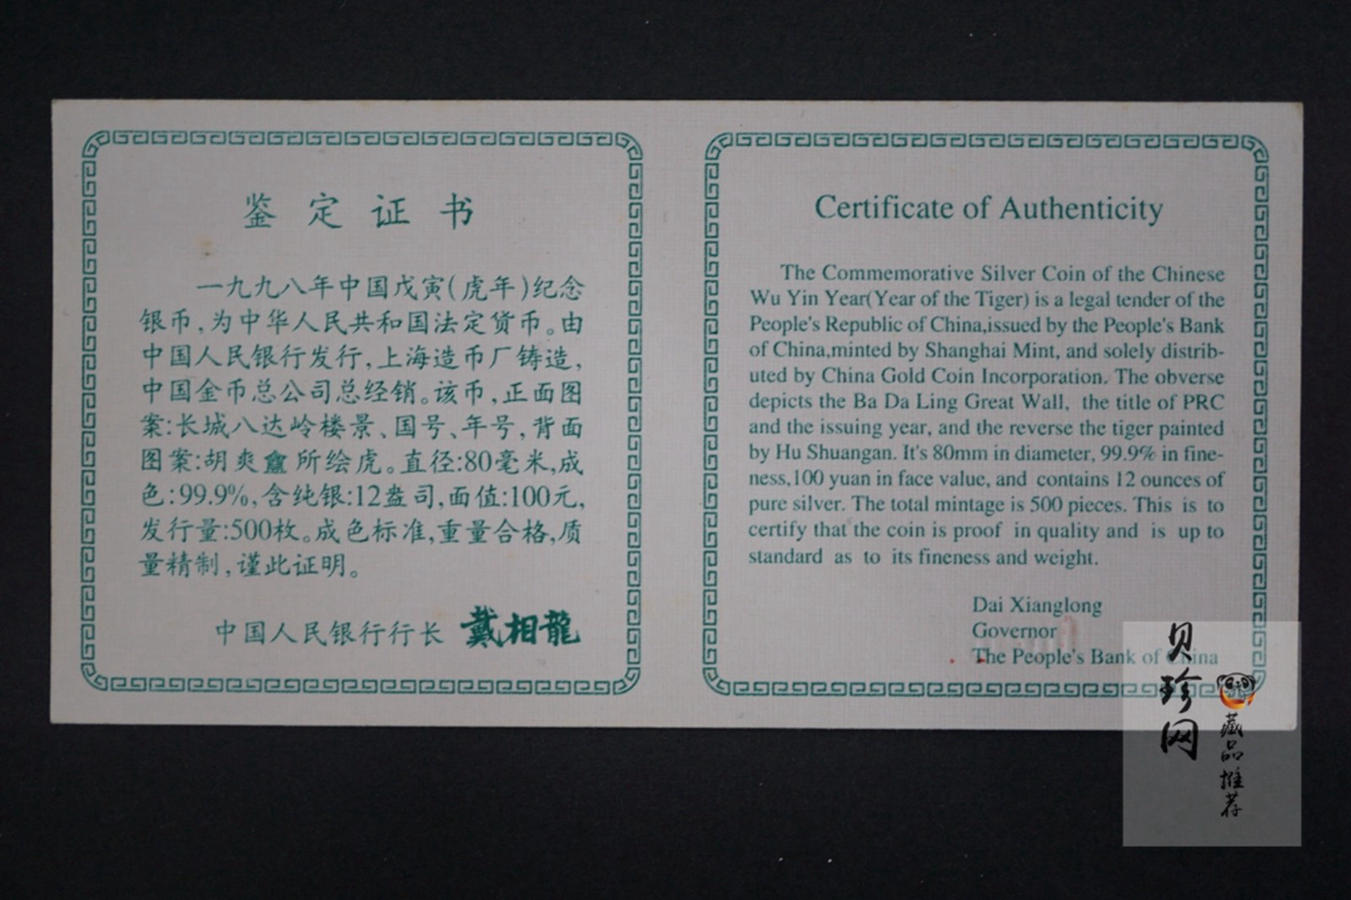 鉴定证书
一九九八年中国戊寅(虎年)纪念
银币,为中华人民共和国法定货币。由
中国人民银行发行,上海造币厂铸造,
中国金币总公司总经销。该币,正面图
案:长城八达岭楼景、国号、年号,背面
图案:胡爽盫所绘虎。直径:80毫米,成
色:99.9%,含纯银:12盎司,面值:100元,
发行量:500枚。成色标准,重量合格,质
量精制,谨此证明。
中国人民银行行长 戴相龍
Certificate of Authenticity
The Commemorative Silver Coin of the Chinese
Wu Yin Year(Year of the Tiger) is a legal tender of the
People's Republic of China,issued by the People's Bank
of China,minted by Shanghai Mint, and solely distrib-
uted by China Gold Coin Incorporation. The obverse
depicts the Ba Da Ling Great Wall, the title of PRC
and the issuing year, and the reverse the tiger painted
by Hu Shuangan. It's 80mm in diameter, 99.9% in fine-
ness,100 yuan in face value, and contains 12 ounces of
pure silver. The total mintage is 500 pieces. This is to
certify that the coin is proof in quality and is up to
standard as to its fineness and weight.
Dai Xianglong
Governor
The People's Bank of China
贝珍网
藏品推荐